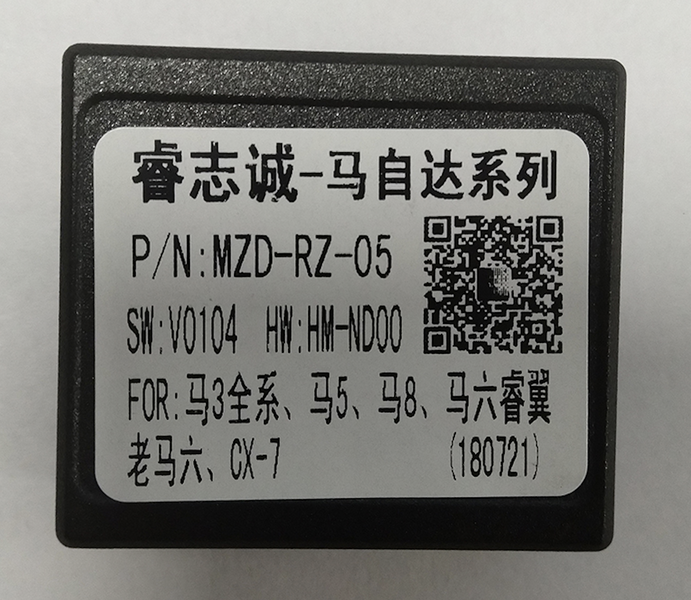 睿志诚-马自达系列
P/N:MZD-RZ-05
SW:V0104 HW:HM-ND00
FOR:马3全系、马5、马8、马六睿翼
老马六、CX-7 (180721)